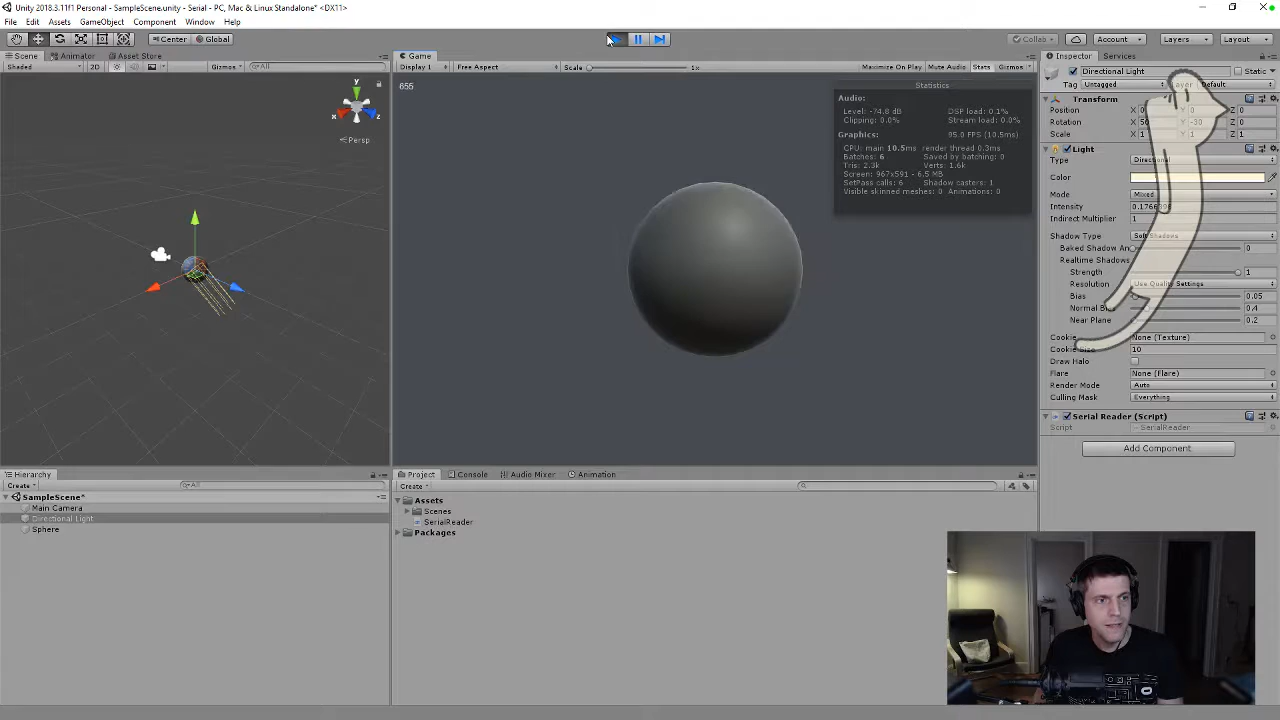 Unity 2018.3.11f1 Personal - SampleScene.unity - Serial - PC, Mac & Linux Standalone* <DX11>
File Edit Assets GameObject Component Window Help
Center Global Collab Account Layers Layout
Scene Animator Asset Store Game Inspector Services
Shaded 2D Gizmos All Display 1 Free Aspect Scale 1x Maximize On Play Mute Audio Stats Gizmos
Directional Light Static
Tag Untagged Layer Default
655
Statistics
Audio:
Level: -74.8 dB DSP load: 0.1%
Clipping: 0.0% Stream load: 0.0%
Graphics: 95.0 FPS (10.5ms)
CPU: main 10.5ms render thread 0.3ms
Batches: 6 Saved by batching: 0
Tris: 2.3k Verts: 1.6k
Screen: 967x591 - 6.5 MB
SetPass calls: 6 Shadow casters: 1
Visible skinned meshes: 0 Animations: 0
y
x z
Persp
Transform
Position X 0 Y 0 Z 0
Rotation X 50 Y -30 Z 0
Scale X 1 Y 1 Z 1
Light
Type Directional
Color
Mode Mixed
Intensity
Indirect Multiplier 1
Shadow Type Soft Shadows
Baked Shadow An 0
Realtime Shadows
Strength 1
Resolution Use Quality Settings
Bias 0.05
Normal Bias 0.4
Near Plane 0.2
Cookie None (Texture)
Cookie Size 10
Draw Halo
Flare None (Flare)
Render Mode Auto
Culling Mask Everything
Serial Reader (Script)
Script SerialReader
Add Component
Hierarchy
Create All
SampleScene*
Main Camera
Directional Light
Sphere
Project Console Audio Mixer Animation
Create
Assets
Scenes
SerialReader
Packages